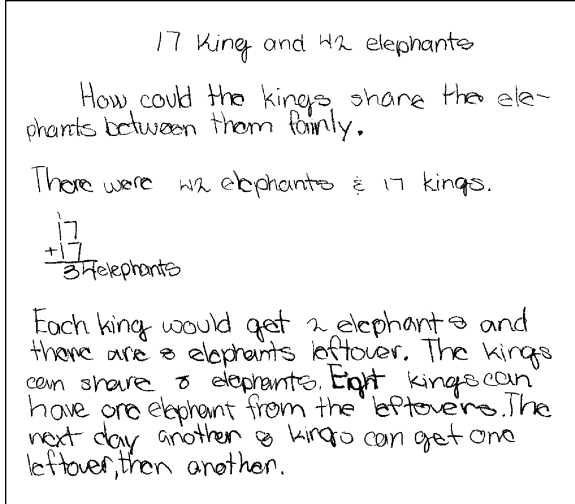 17 King and 42 elephants
How could the kings share the ele-
phants between them fairly.
There were 42 elephants & 17 kings.
1
17
+17
34 elephants
Each king would get 2 elephants and
there are 8 elephants leftover. The kings
can share 8 elephants. Eight kings can
have one elephant from the leftovers. The
next day another 8 kings can get one
leftover, then another.